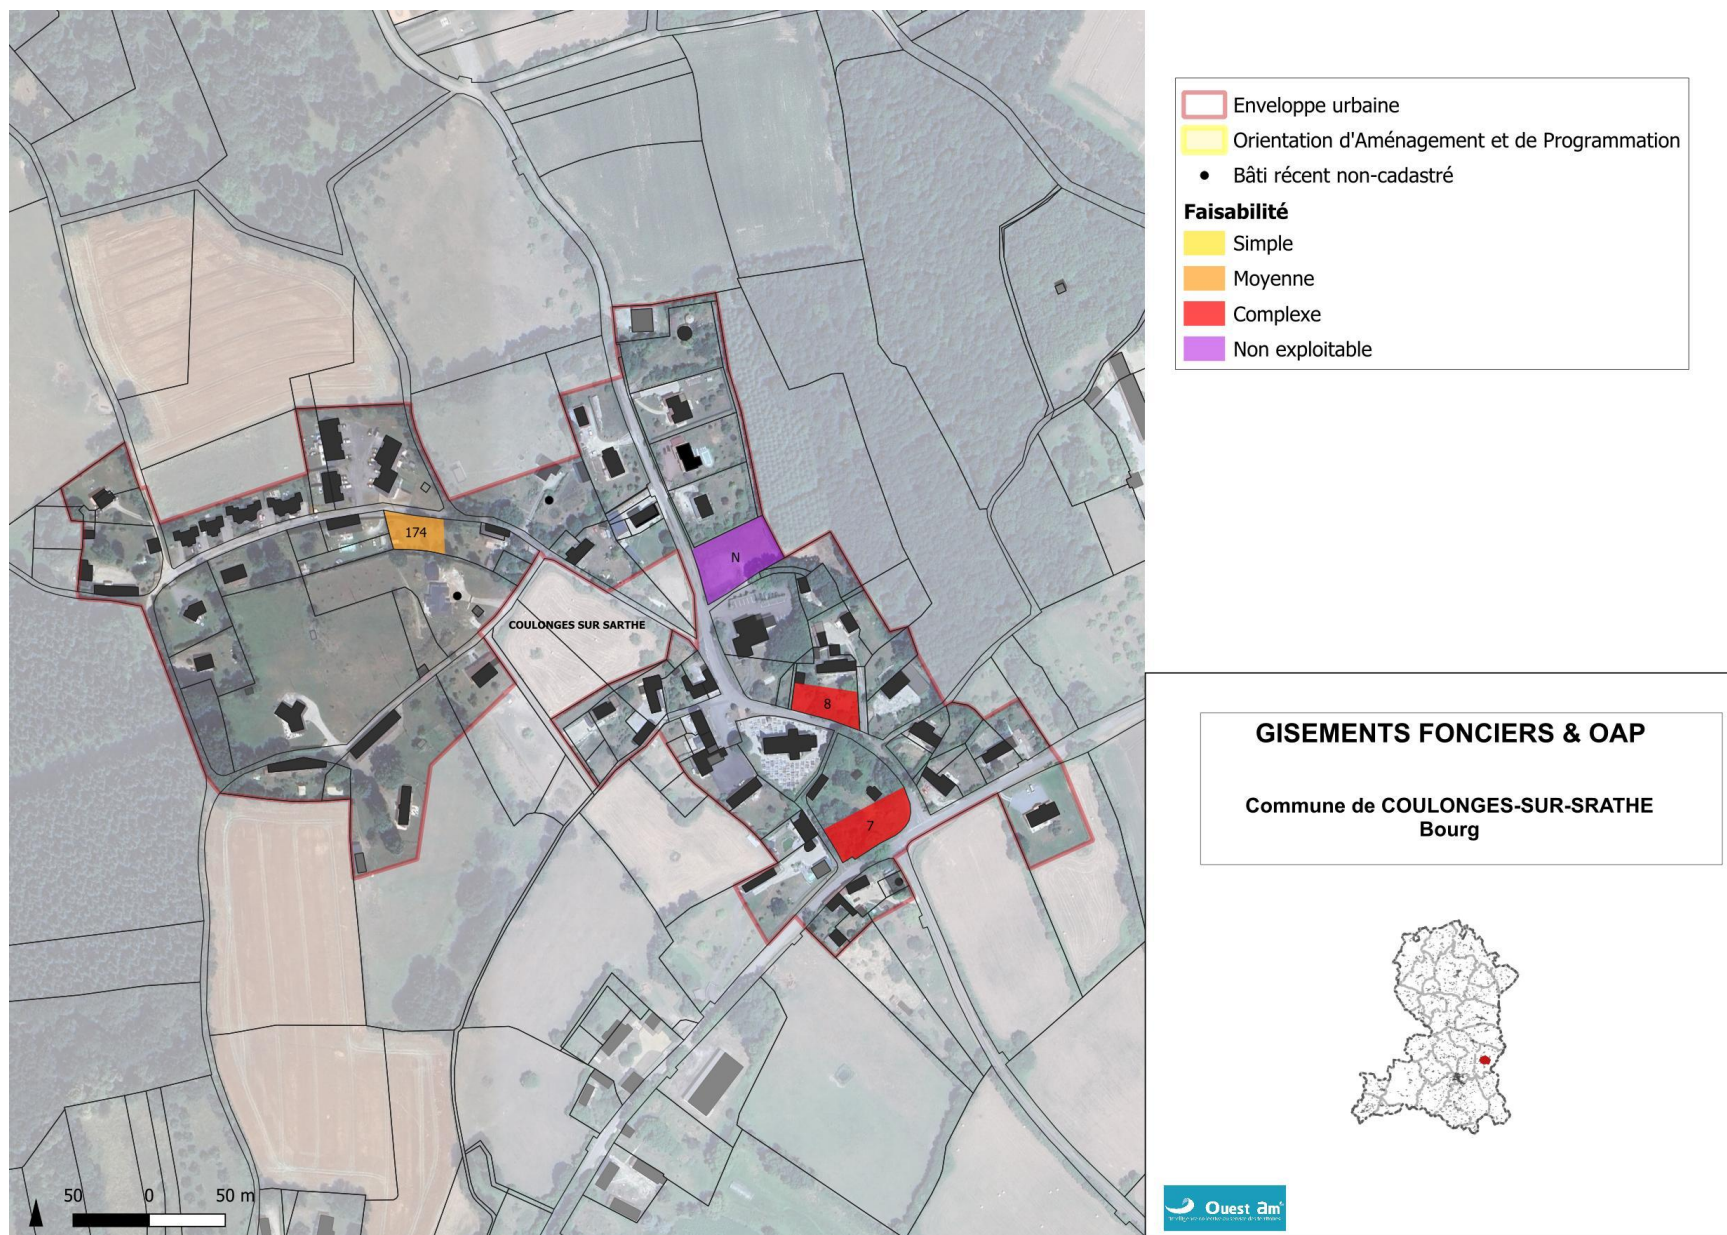 Enveloppe urbaine
Orientation d'Aménagement et de Programmation
Bâti récent non-cadastré
Faisabilité
Simple
Moyenne
Complexe
Non exploitable
174
N
COULONGES SUR SARTHE
8
7
GISEMENTS FONCIERS & OAP
Commune de COULONGES-SUR-SRATHE
Bourg
50 0 50 m
Ouest am'